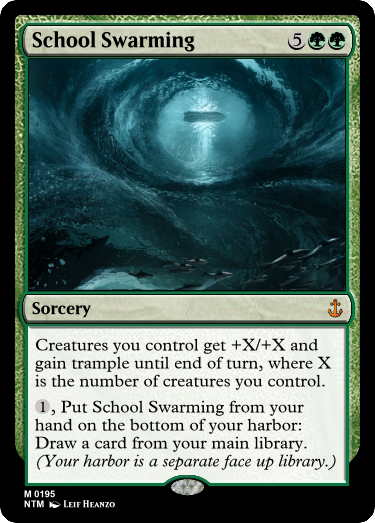 School Swarming 5
Sorcery
Creatures you control get +X/+X and
gain trample until end of turn, where X
is the number of creatures you control.
1, Put School Swarming from your
hand on the bottom of your harbor:
Draw a card from your main library.
(Your harbor is a separate face up library.)
M 0195
NTM Leif Heanzo